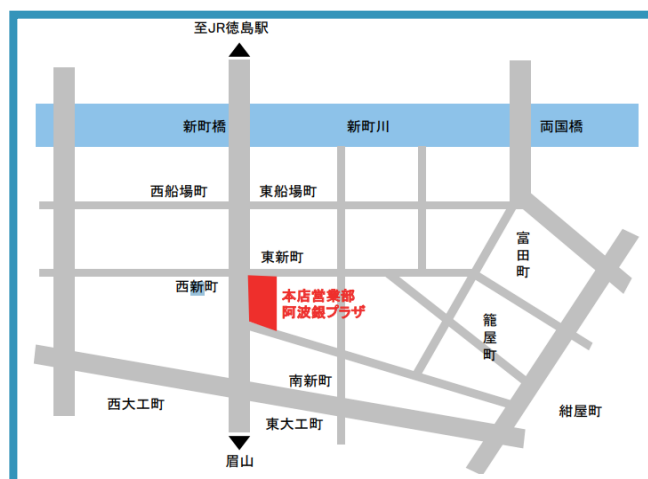 至JR徳島駅
新町橋
新町川
両国橋
西船場町
東船場町
富田町
東新町
西新町
本店営業部
阿波銀プラザ
籠屋町
南新町
西大工町
東大工町
紺屋町
眉山